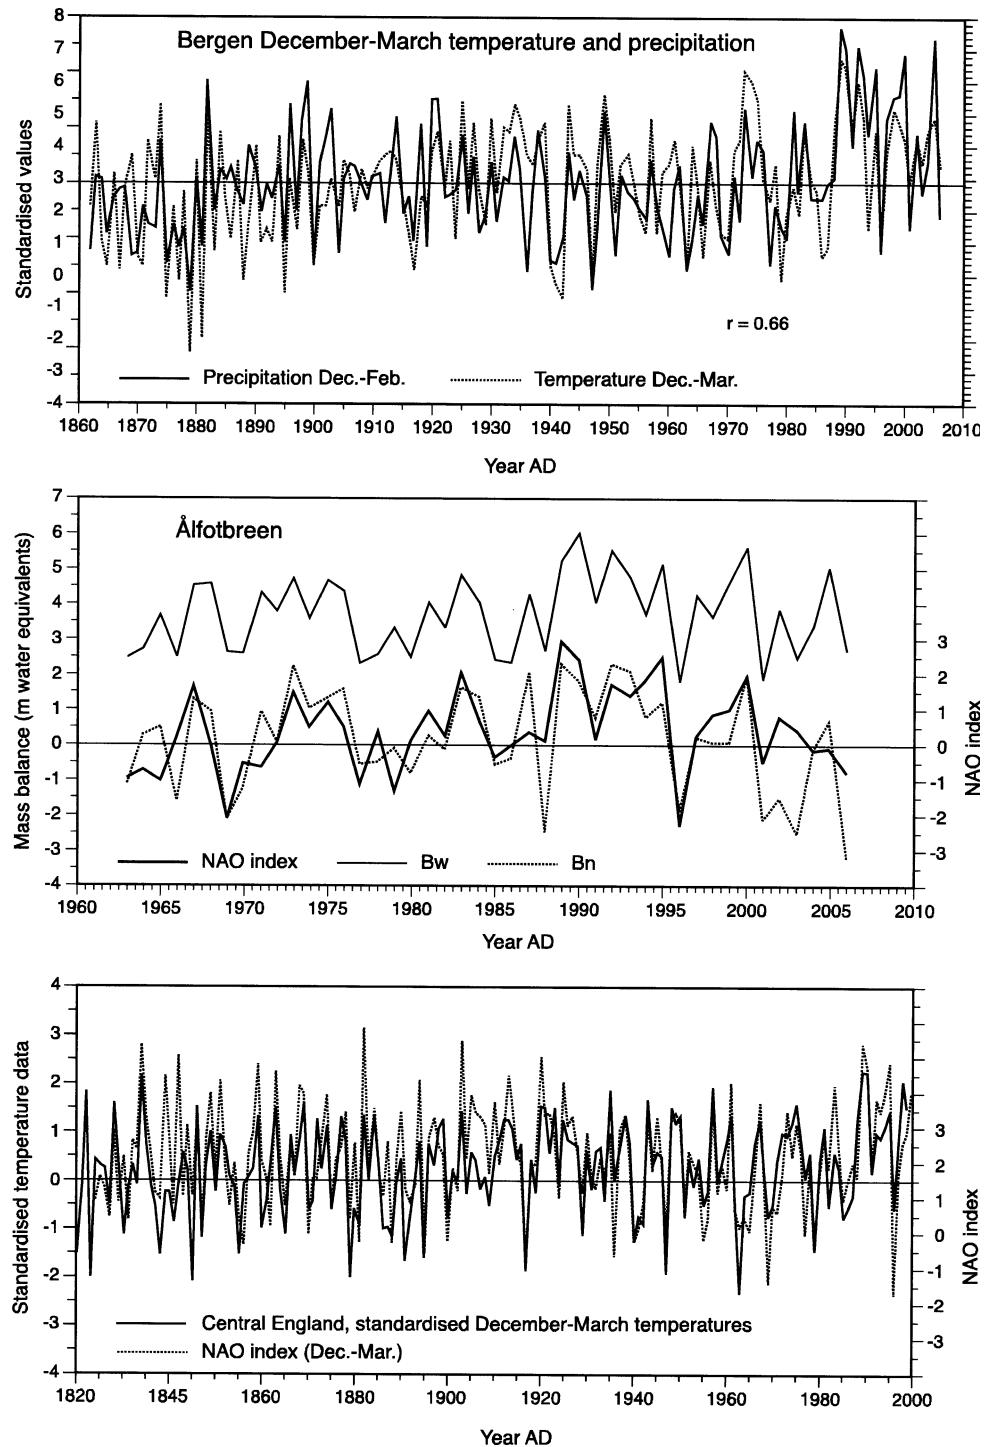 Bergen December-March temperature and precipitation
Standardised values
8
7
6
5
4
3
2
1
0
-1
-2
-3
-4
r = 0.66
Precipitation Dec.-Feb.
Temperature Dec.-Mar.
1860 1870 1880 1890 1900 1910 1920 1930 1940 1950 1960 1970 1980 1990 2000 2010
Year AD
Ålfotbreen
Mass balance (m water equivalents)
7
6
5
4
3
2
1
0
-1
-2
-3
-4
3
2
1
0
-1
-2
-3
NAO index
NAO index Bw Bn
1960 1965 1970 1975 1980 1985 1990 1995 2000 2005 2010
Year AD
Standardised temperature data
4
3
2
1
0
-1
-2
-3
-4
3
2
1
2
1
0
-1
-2
-3
NAO index
Central England, standardised December-March temperatures
NAO index (Dec.-Mar.)
1820 1845 1860 1880 1900 1920 1940 1960 1980 2000
Year AD